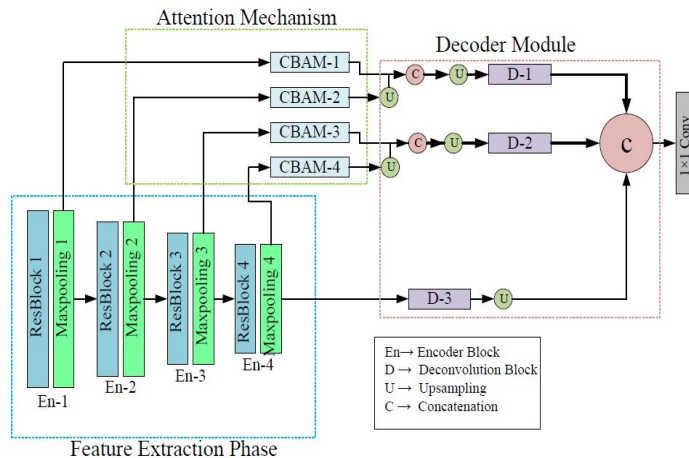 Attention Mechanism
Decoder Module
CBAM-1
CBAM-2
CBAM-3
CBAM-4
C
U
D-1
U
C
U
D-2
U
C
1×1 Conv
ResBlock 1
Maxpooling 1
ResBlock 2
Maxpooling 2
ResBlock 3
Maxpooling 3
ResBlock 4
Maxpooling 4
D-3
U
En-1
En-2
En-3
En-4
En→ Encoder Block
D → Deconvolution Block
U → Upsampling
C → Concatenation
Feature Extraction Phase